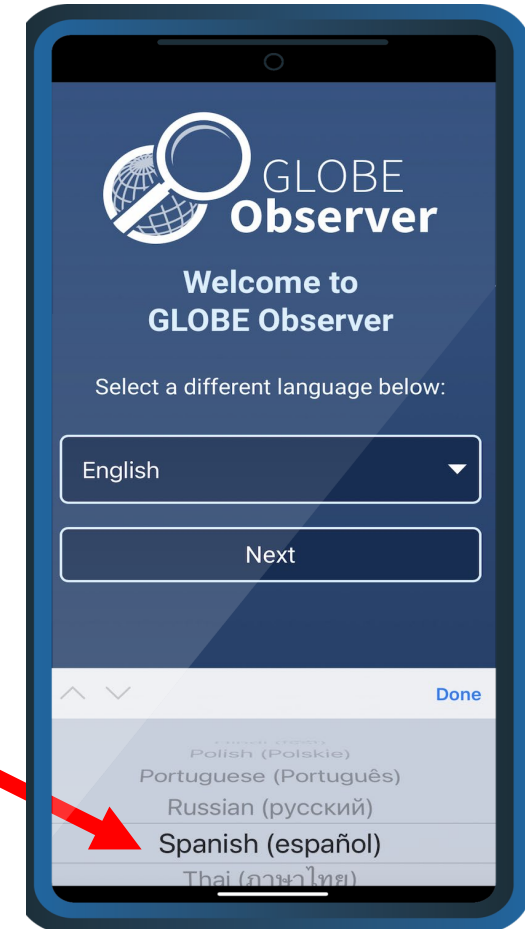 GLOBE
Observer
Welcome to
GLOBE Observer
Select a different language below:
English
Next
Done
Polish (Polskie)
Portuguese (Português)
Russian (русский)
Spanish (español)
Thai (ภาษาไทย)